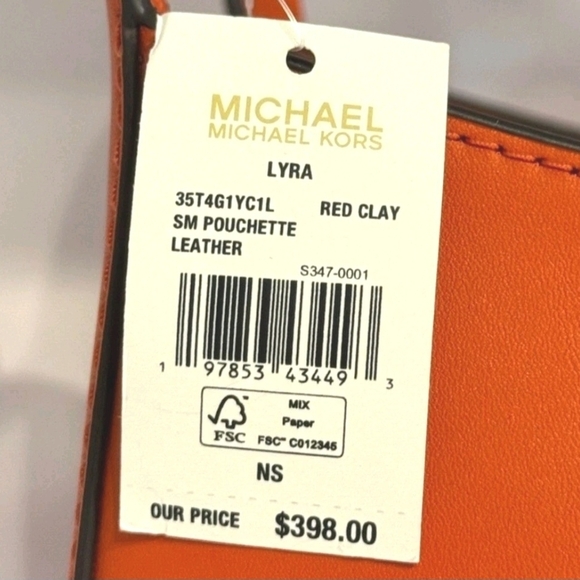 MICHAEL
MICHAEL KORS
LYRA
35T4G1YC1L RED CLAY
SM POUCHETTE
LEATHER
S347-0001
1 97853 43449 3
MIX
Paper
FSC FSC™ C012345
NS
OUR PRICE $398.00